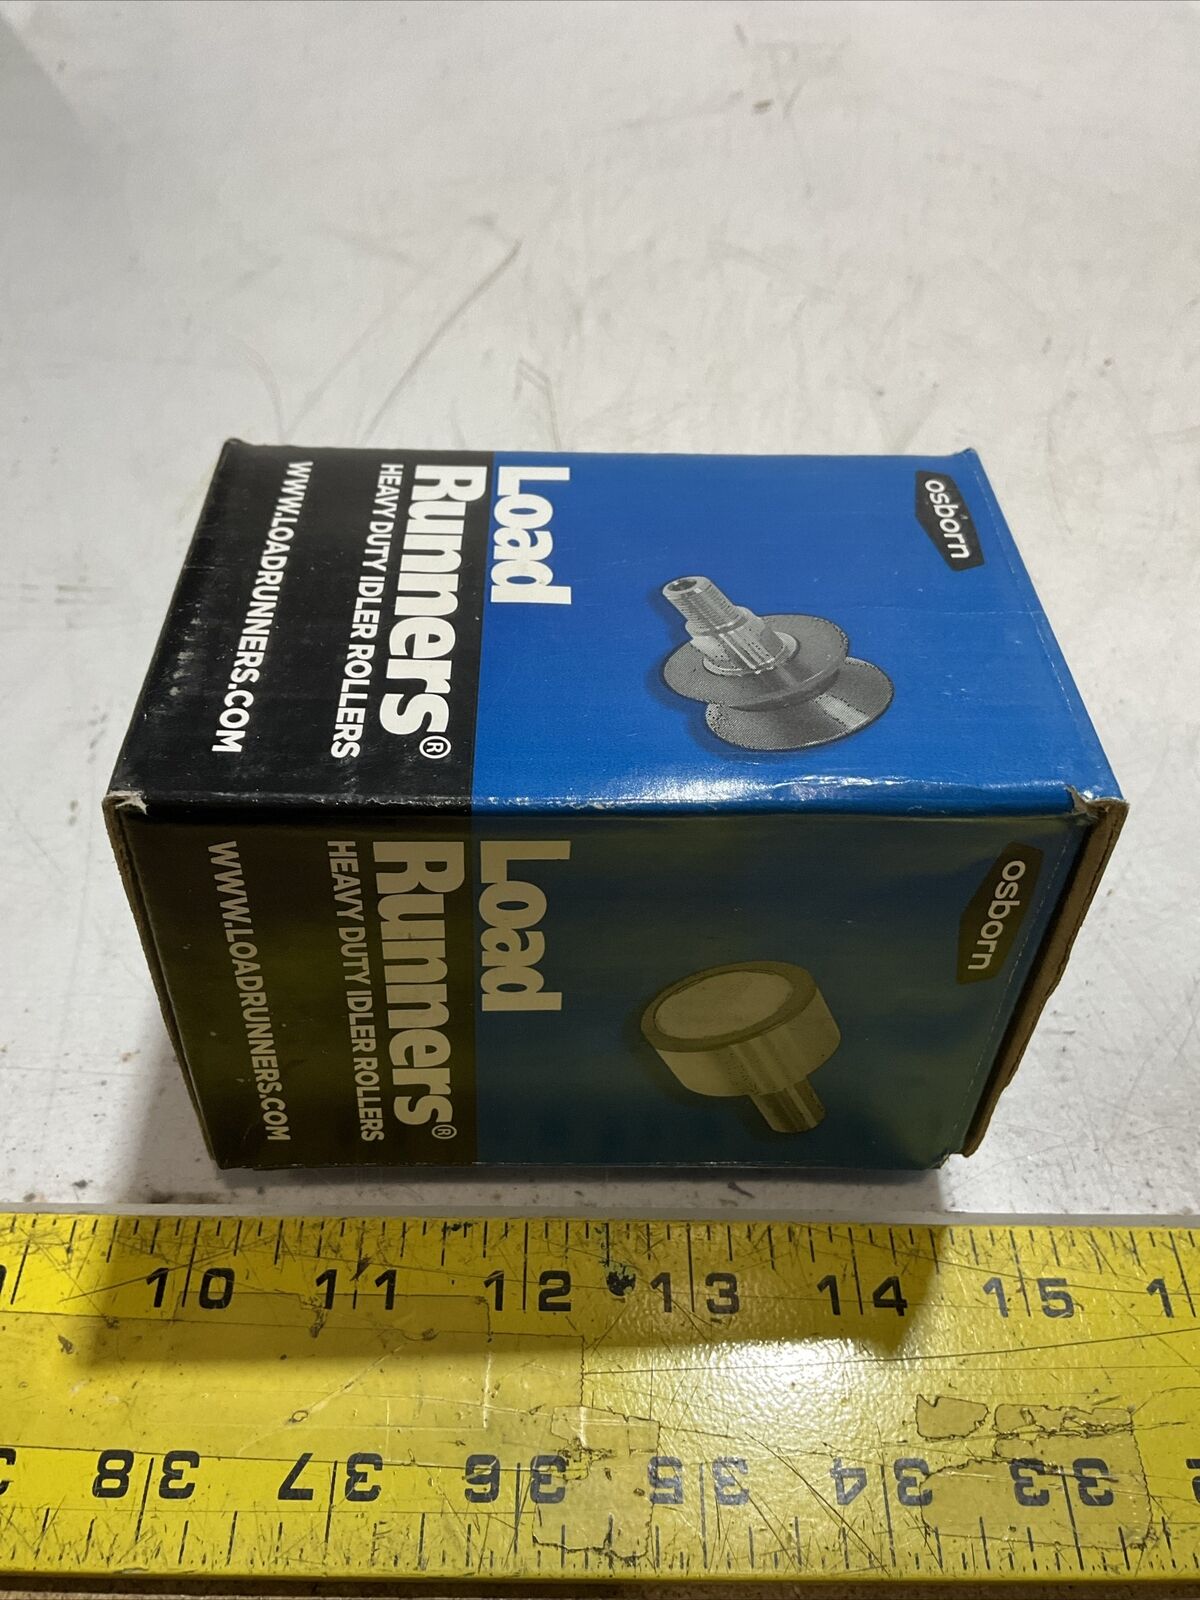 osborn
Load
Runners®
HEAVY DUTY IDLER ROLLERS
WWW.LOADRUNNERS.COM
osborn
Load
Runners®
HEAVY DUTY IDLER ROLLERS
WWW.LOADRUNNERS.COM
10 11 12 13 14 15
38 37 36 35 34 33